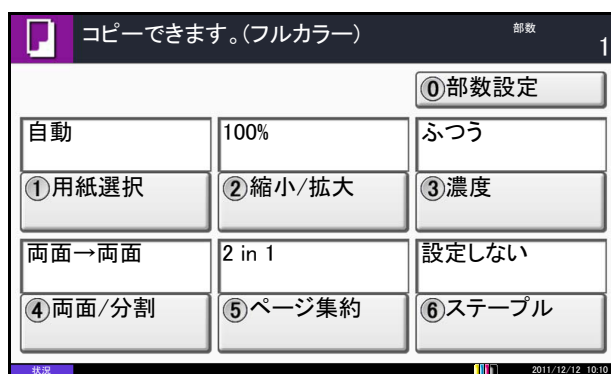 コピーできます。(フルカラー)
部数
1
⓪部数設定
自動
100%
ふつう
①用紙選択
②縮小/拡大
③濃度
両面→両面
2 in 1
設定しない
④両面/分割
⑤ページ集約
⑥ステープル
状況
2011/12/12 10:10